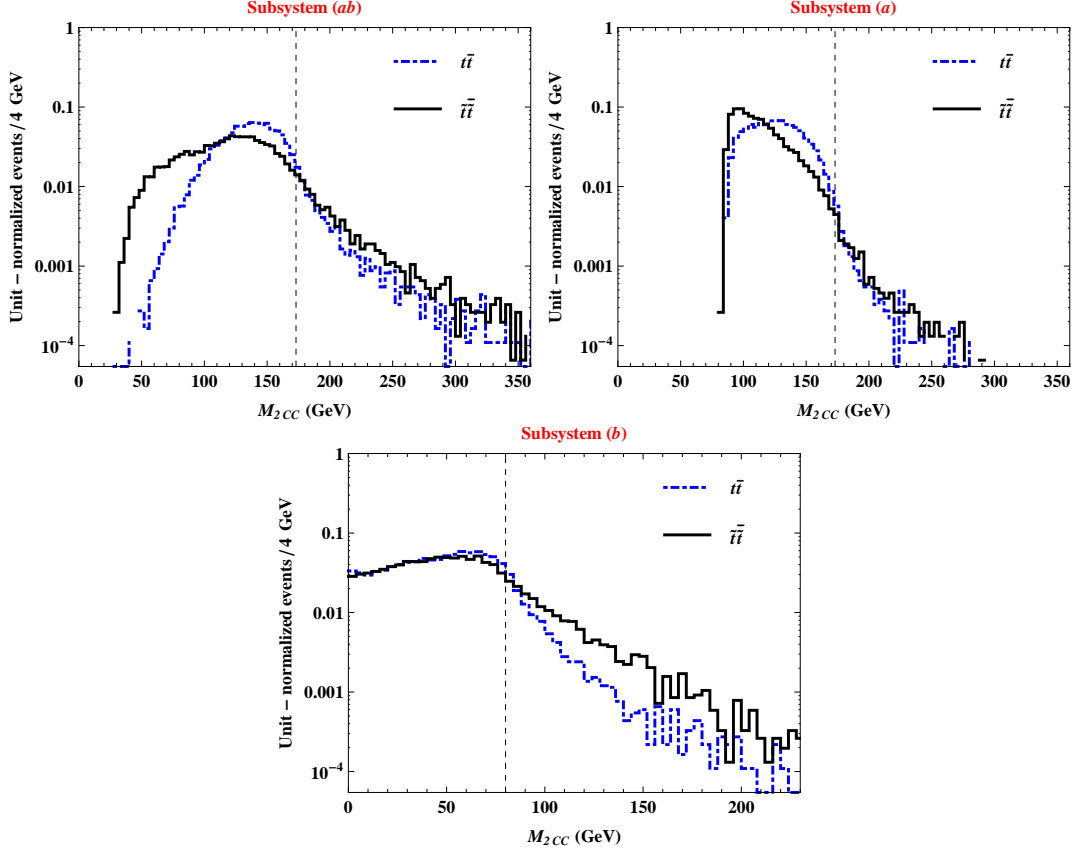 Subsystem (ab)
Unit − normalized events / 4 GeV
1
0.1
0.01
0.001
10⁻⁴
0 50 100 150 200 250 300 350
M₂CC (GeV)
tt̄
t̃t̃̄
Subsystem (a)
Unit − normalized events / 4 GeV
1
0.1
0.01
0.001
10⁻⁴
0 50 100 150 200 250 300 350
M₂CC (GeV)
tt̄
t̃t̃̄
Subsystem (b)
Unit − normalized events / 4 GeV
1
0.1
0.01
0.001
10⁻⁴
0 50 100 150 200
M₂CC (GeV)
tt̄
t̃t̃̄